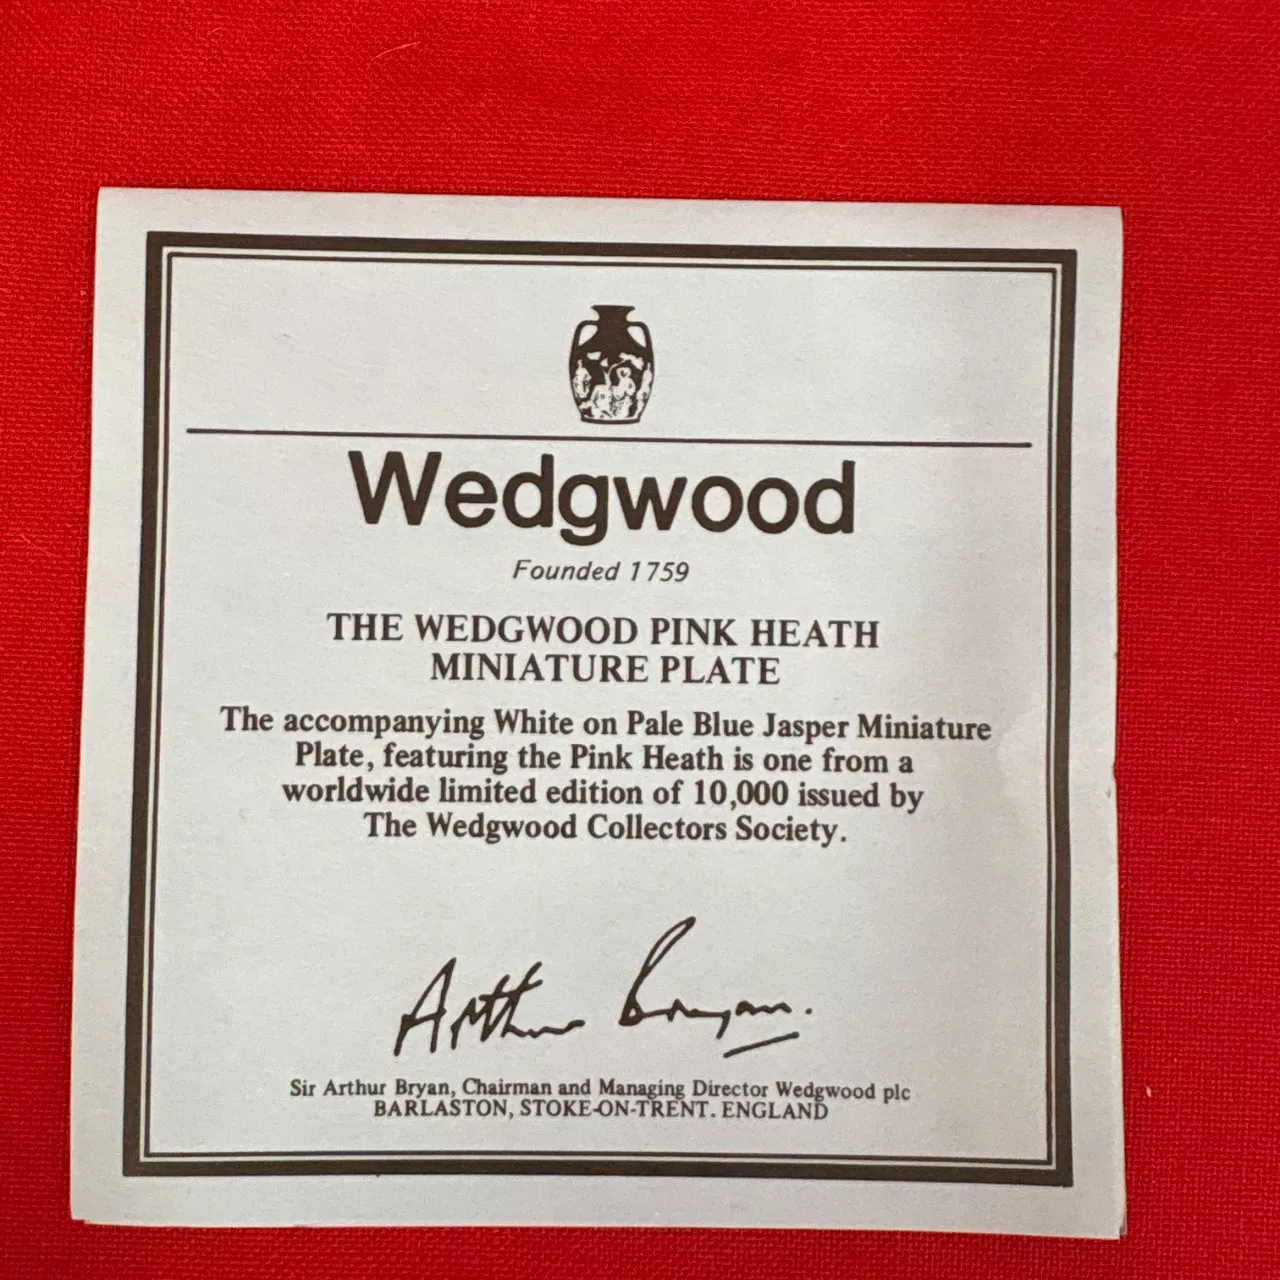 Wedgwood
Founded 1759
THE WEDGWOOD PINK HEATH
MINIATURE PLATE
The accompanying White on Pale Blue Jasper Miniature
Plate, featuring the Pink Heath is one from a
worldwide limited edition of 10,000 issued by
The Wedgwood Collectors Society.
Arthur Bryan.
Sir Arthur Bryan, Chairman and Managing Director Wedgwood plc
BARLASTON, STOKE-ON-TRENT. ENGLAND